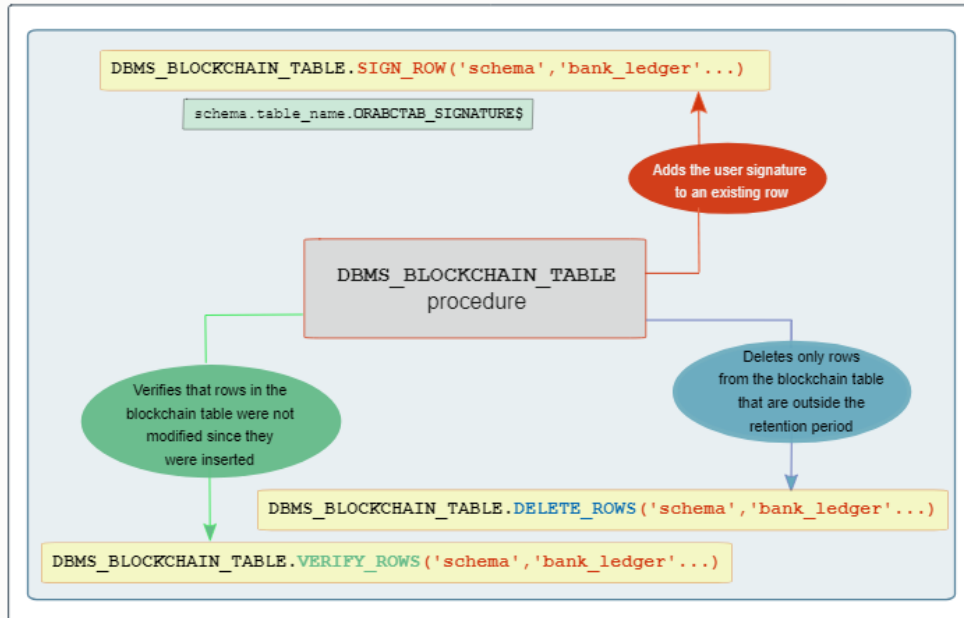 DBMS_BLOCKCHAIN_TABLE.SIGN_ROW('schema','bank_ledger'...)
schema.table_name.ORABCTAB_SIGNATURE$
Adds the user signature
to an existing row
DBMS_BLOCKCHAIN_TABLE
procedure
Verifies that rows in the
blockchain table were not
modified since they
were inserted
Deletes only rows
from the blockchain table
that are outside the
retention period
DBMS_BLOCKCHAIN_TABLE.DELETE_ROWS('schema','bank_ledger'...)
DBMS_BLOCKCHAIN_TABLE.VERIFY_ROWS('schema','bank_ledger'...)